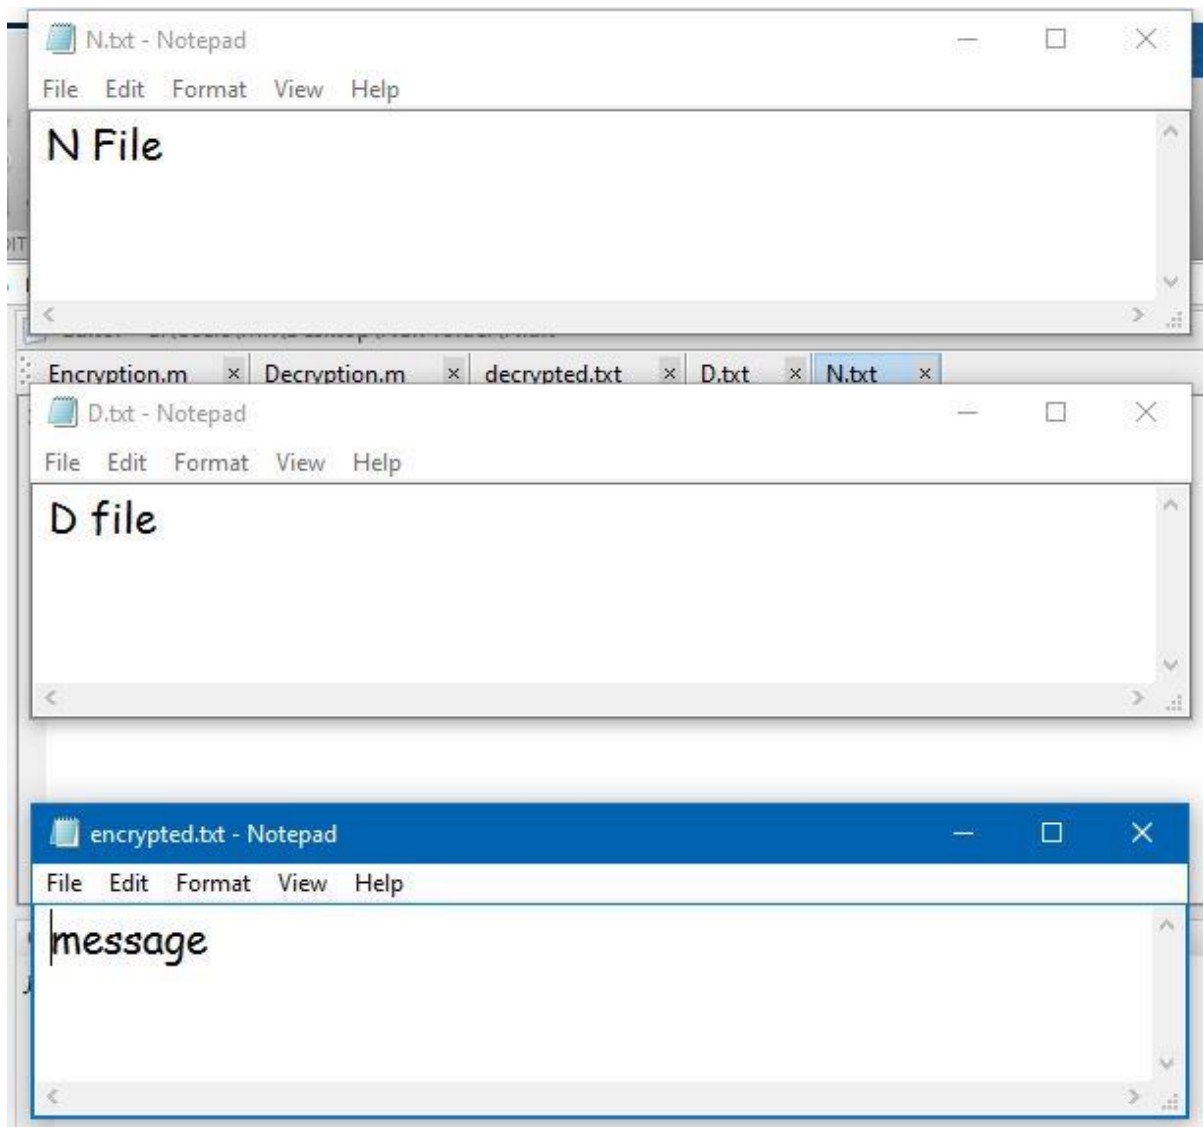 N.txt - Notepad
File Edit Format View Help
N File
Encryption.m × Decryption.m × decrypted.txt × D.txt × N.txt ×
D.txt - Notepad
File Edit Format View Help
D file
encrypted.txt - Notepad
File Edit Format View Help
message